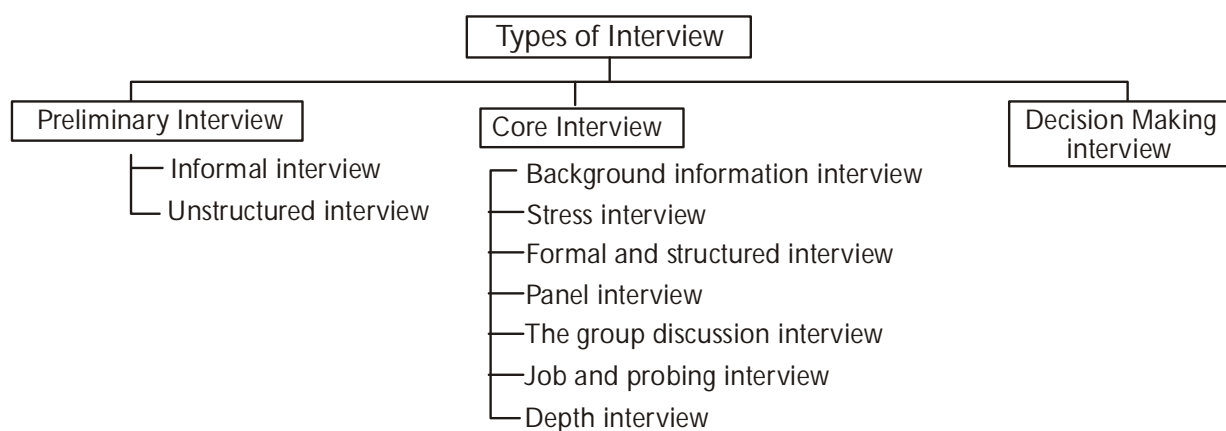 Types of Interview
Preliminary Interview
Informal interview
Unstructured interview
Core Interview
Background information interview
Stress interview
Formal and structured interview
Panel interview
The group discussion interview
Job and probing interview
Depth interview
Decision Making
interview